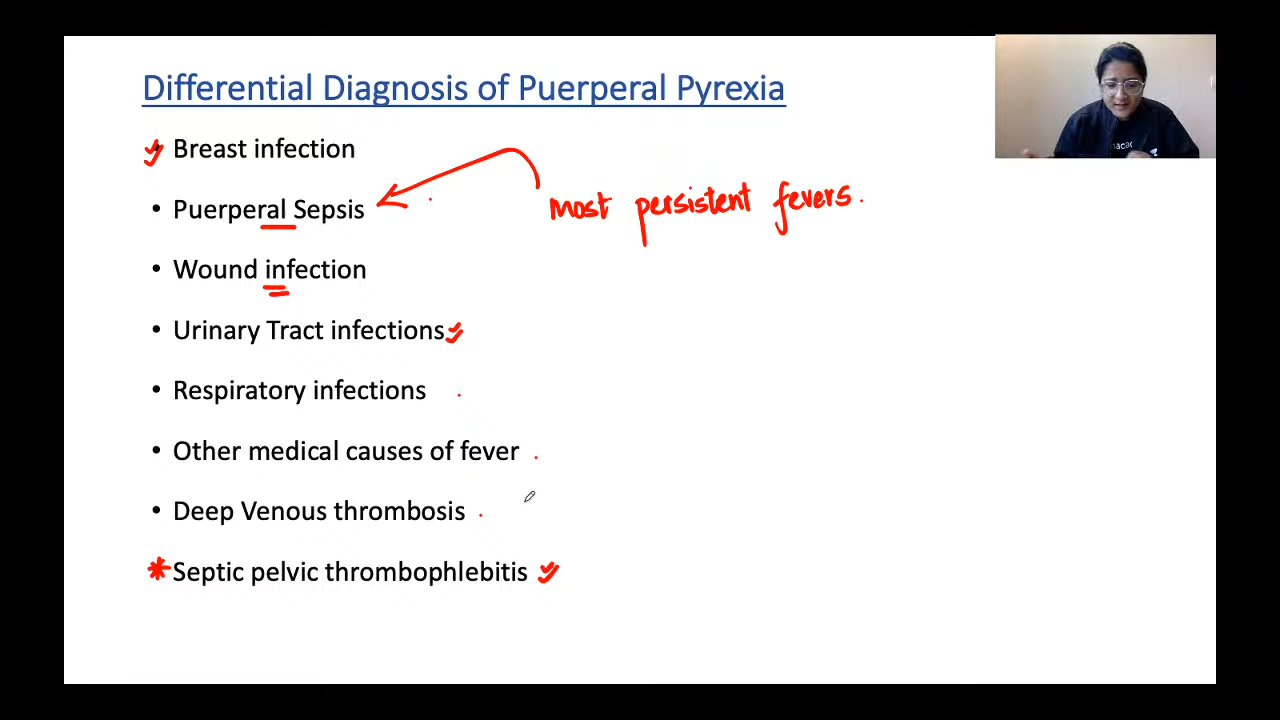 Differential Diagnosis of Puerperal Pyrexia
Breast infection
• Puerperal Sepsis
most persistent fevers.
• Wound infection
• Urinary Tract infections
• Respiratory infections
• Other medical causes of fever
• Deep Venous thrombosis
* Septic pelvic thrombophlebitis